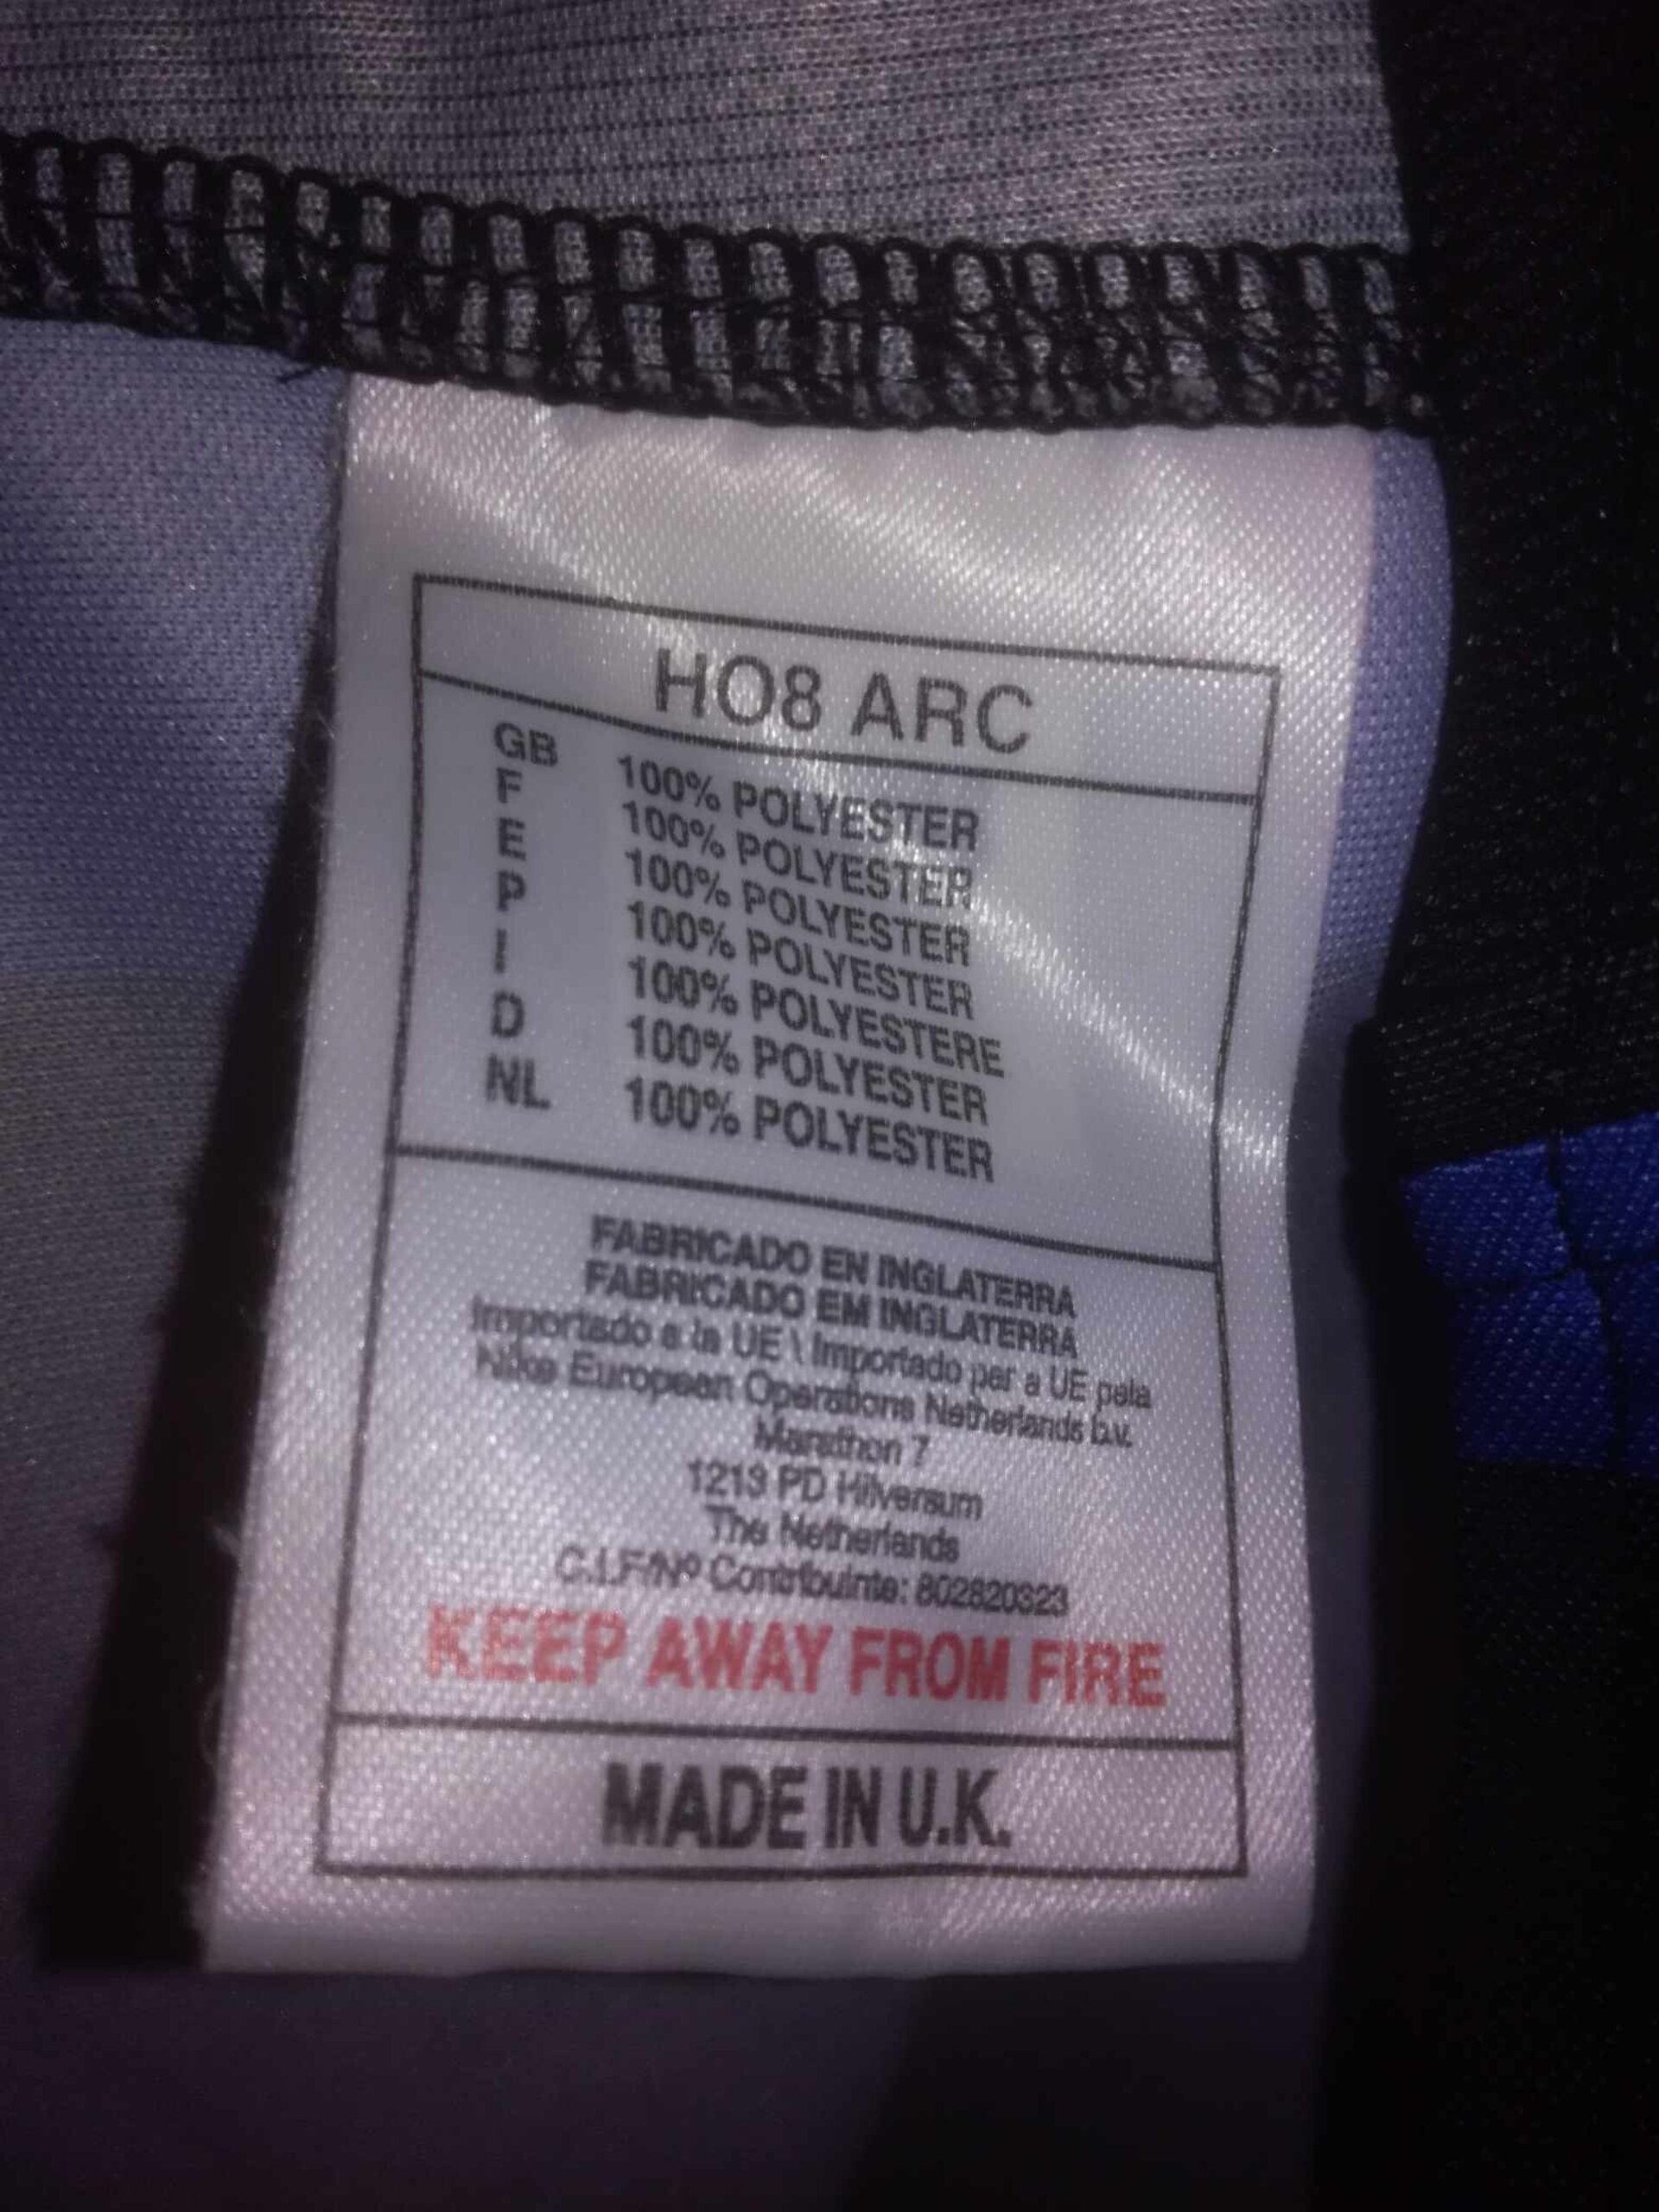 HO8 ARC
GB 100% POLYESTER
F 100% POLYESTER
E 100% POLYESTER
P 100% POLYESTER
I 100% POLYESTERE
D 100% POLYESTER
NL 100% POLYESTER
FABRICADO EN INGLATERRA
FABRICADO EM INGLATERRA
Importado a la UE \ Importado par a UE pela
Nike European Operations Netherlands b.v.
Marathon 7
1213 PD Hilversum
The Netherlands
C.I.F/Nº Contribuinte: 802820323
KEEP AWAY FROM FIRE
MADE IN U.K.